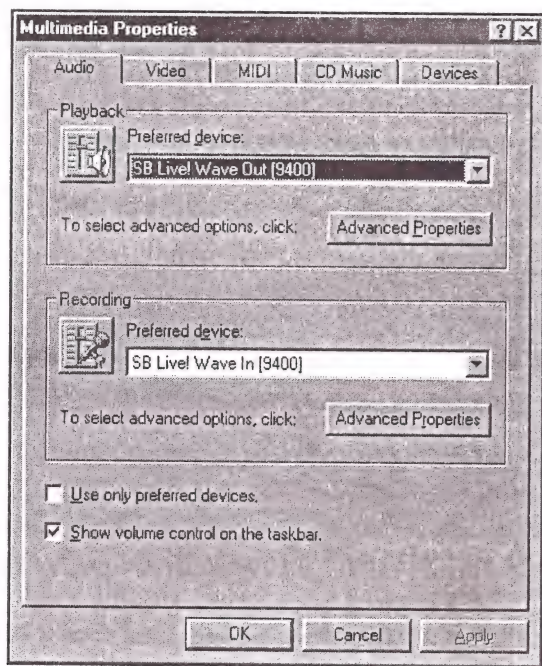 Multimedia Properties
Audio Video MIDI CD Music Devices
Playback
Preferred device:
SB Live! Wave Out [9400]
To select advanced options, click: Advanced Properties
Recording
Preferred device:
SB Live! Wave In [9400]
To select advanced options, click: Advanced Properties
Use only preferred devices.
Show volume control on the taskbar.
OK Cancel Apply